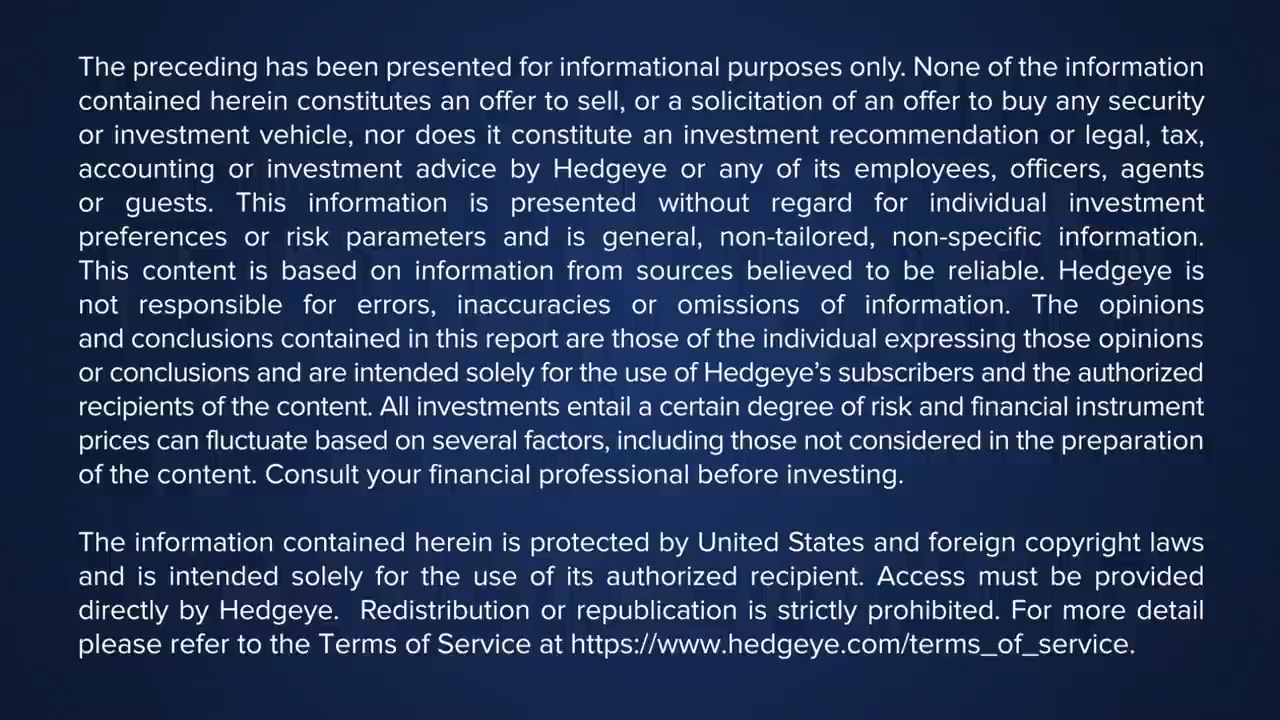 The preceding has been presented for informational purposes only. None of the information
contained herein constitutes an offer to sell, or a solicitation of an offer to buy any security
or investment vehicle, nor does it constitute an investment recommendation or legal, tax,
accounting or investment advice by Hedgeye or any of its employees, officers, agents
or guests. This information is presented without regard for individual investment
preferences or risk parameters and is general, non-tailored, non-specific information.
This content is based on information from sources believed to be reliable. Hedgeye is
not responsible for errors, inaccuracies or omissions of information. The opinions
and conclusions contained in this report are those of the individual expressing those opinions
or conclusions and are intended solely for the use of Hedgeye’s subscribers and the authorized
recipients of the content. All investments entail a certain degree of risk and financial instrument
prices can fluctuate based on several factors, including those not considered in the preparation
of the content. Consult your financial professional before investing.
The information contained herein is protected by United States and foreign copyright laws
and is intended solely for the use of its authorized recipient. Access must be provided
directly by Hedgeye.  Redistribution or republication is strictly prohibited. For more detail
please refer to the Terms of Service at https://www.hedgeye.com/terms_of_service.